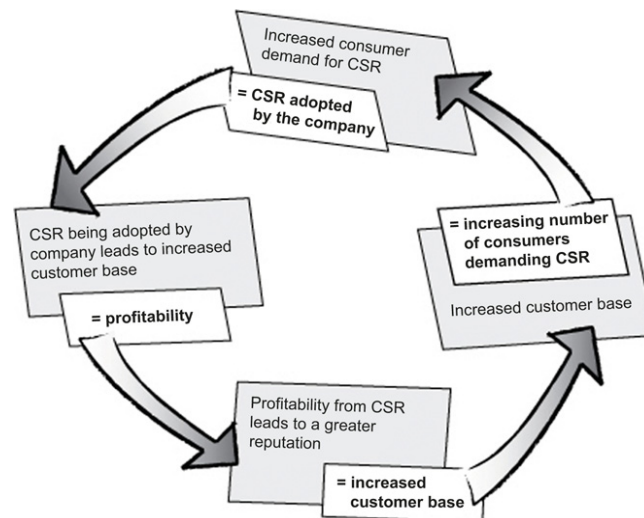 Increased consumer
demand for CSR
= CSR adopted
by the company
CSR being adopted by
company leads to increased
customer base
= profitability
Profitability from CSR
leads to a greater
reputation
= increased
customer base
= increasing number
of consumers
demanding CSR
Increased customer base